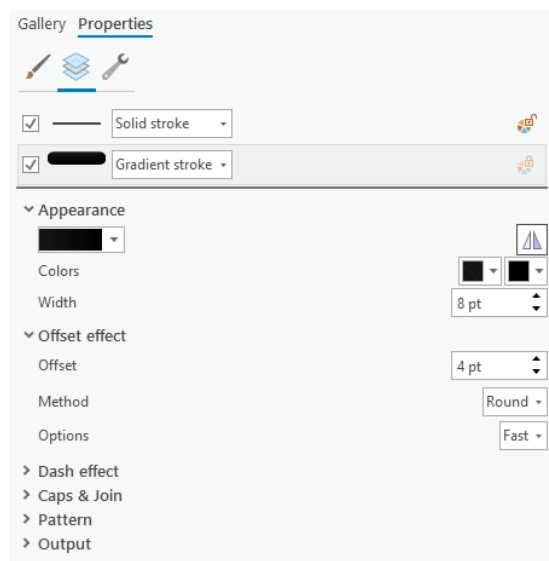 Gallery Properties
Solid stroke
Gradient stroke
Appearance
Colors
Width 8 pt
Offset effect
Offset 4 pt
Method Round
Options Fast
Dash effect
Caps & Join
Pattern
Output